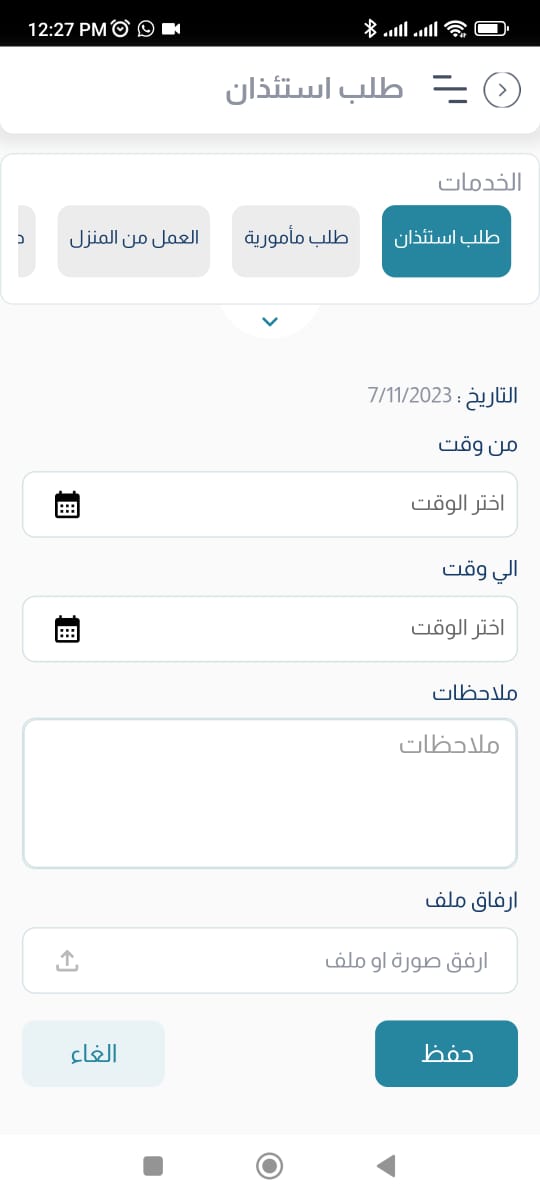 12:27 PM
طلب استئذان
الخدمات
طلب استئذان
طلب مأمورية
العمل من المنزل
التاريخ : 7/11/2023
من وقت
اختر الوقت
الي وقت
اختر الوقت
ملاحظات
ملاحظات
ارفاق ملف
ارفق صورة او ملف
حفظ
الغاء